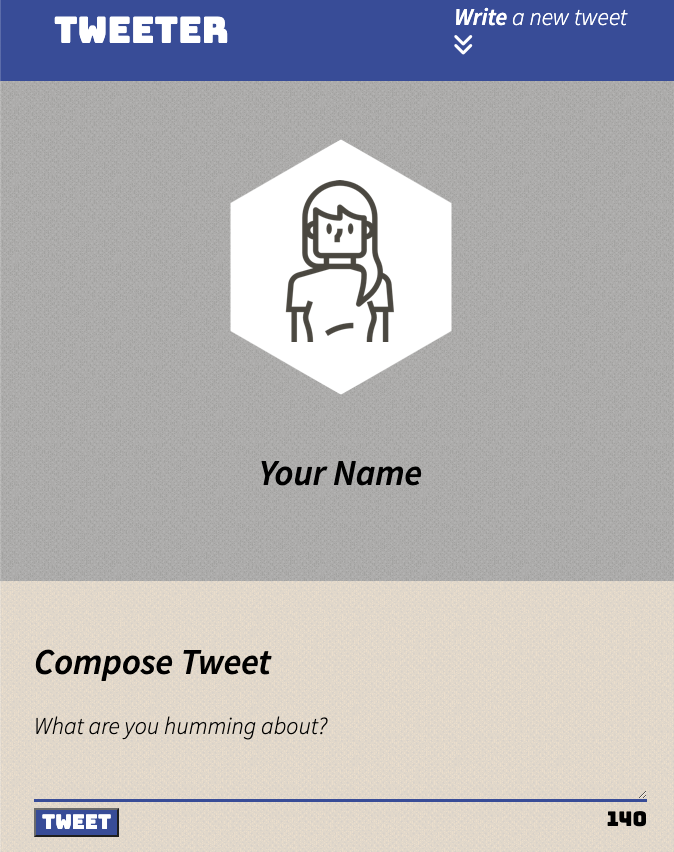 TWEETER
Write a new tweet
Your Name
Compose Tweet
What are you humming about?
TWEET
140